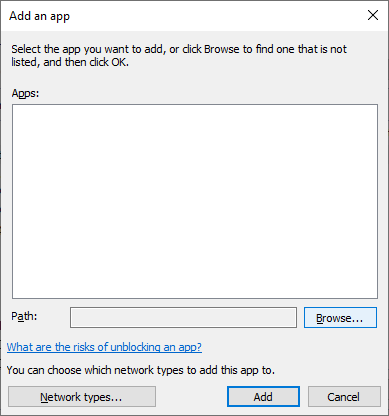 Add an app
Select the app you want to add, or click Browse to find one that is not
listed, and then click OK.
Apps:
Path:
Browse...
What are the risks of unblocking an app?
You can choose which network types to add this app to.
Network types...
Add
Cancel